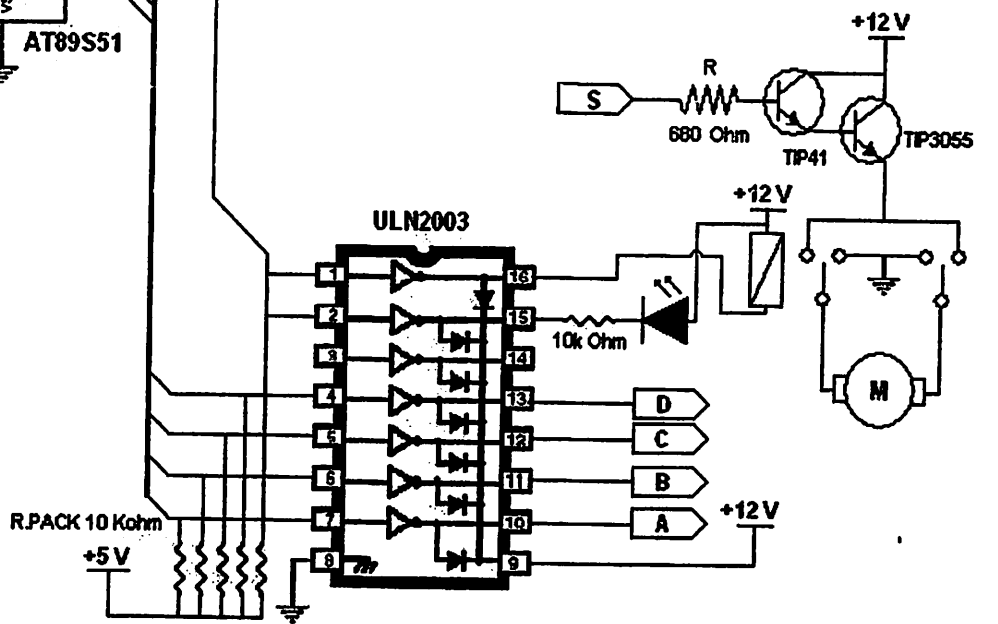 AT89S51
+12 V
R
S
680 Ohm
TIP41
TIP3055
+12 V
ULN2003
1
16
2
15
10k Ohm
3
14
4
13
D
5
12
C
6
11
B
M
R.PACK 10 Kohm
7
10
A
+12 V
+5 V
8
9